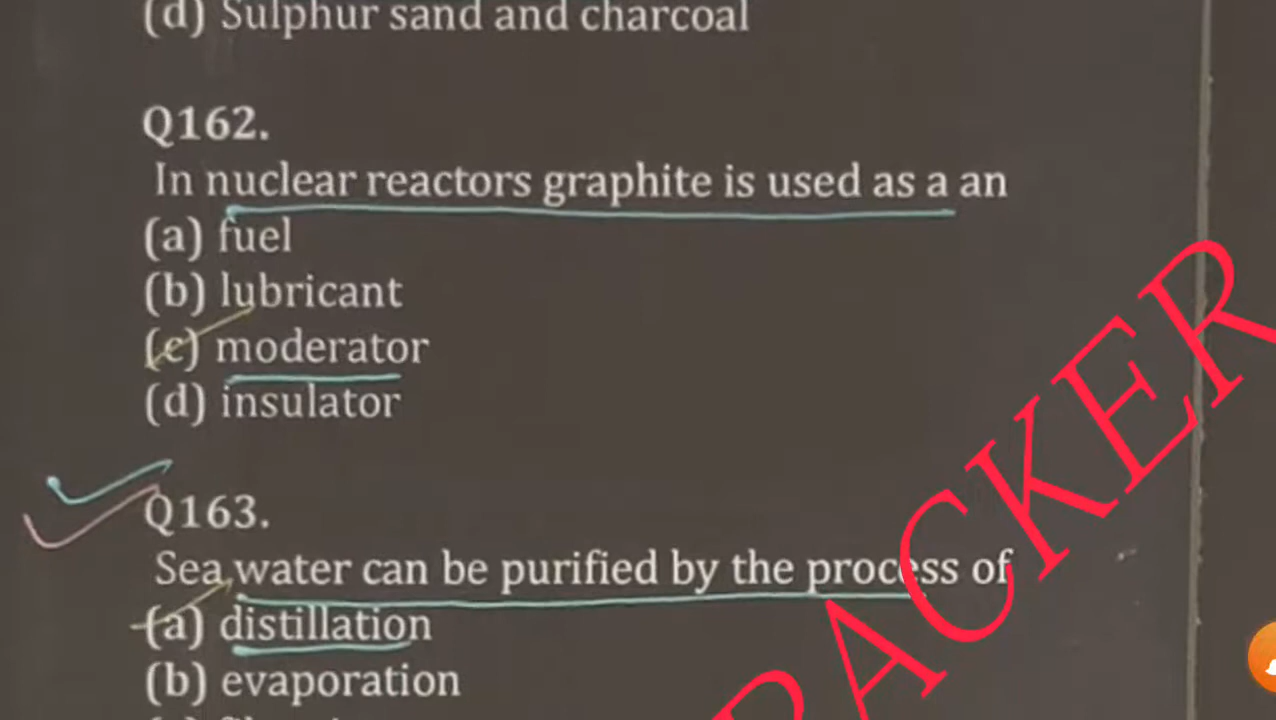 (d) Sulphur sand and charcoal
Q162.
In nuclear reactors graphite is used as a an
(a) fuel
(b) lubricant
(c) moderator
(d) insulator
Q163.
Sea water can be purified by the process of
(a) distillation
(b) evaporation
ACKER